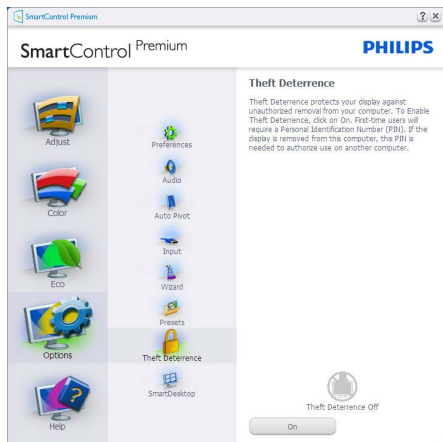 SmartControl Premium
SmartControl Premium
PHILIPS
Adjust
Color
Eco
Options
Help
Preferences
Audio
Auto Pivot
Input
Wizard
Presets
Theft Deterrence
SmartDesktop
Theft Deterrence
Theft Deterrence protects your display against
unauthorized removal from your computer. To Enable
Theft Deterrence, click on On. First-time users will
require a Personal Identification Number (PIN). If the
display is removed from this computer, this PIN is
needed to authorize use on another computer.
Theft Deterrence Off
On